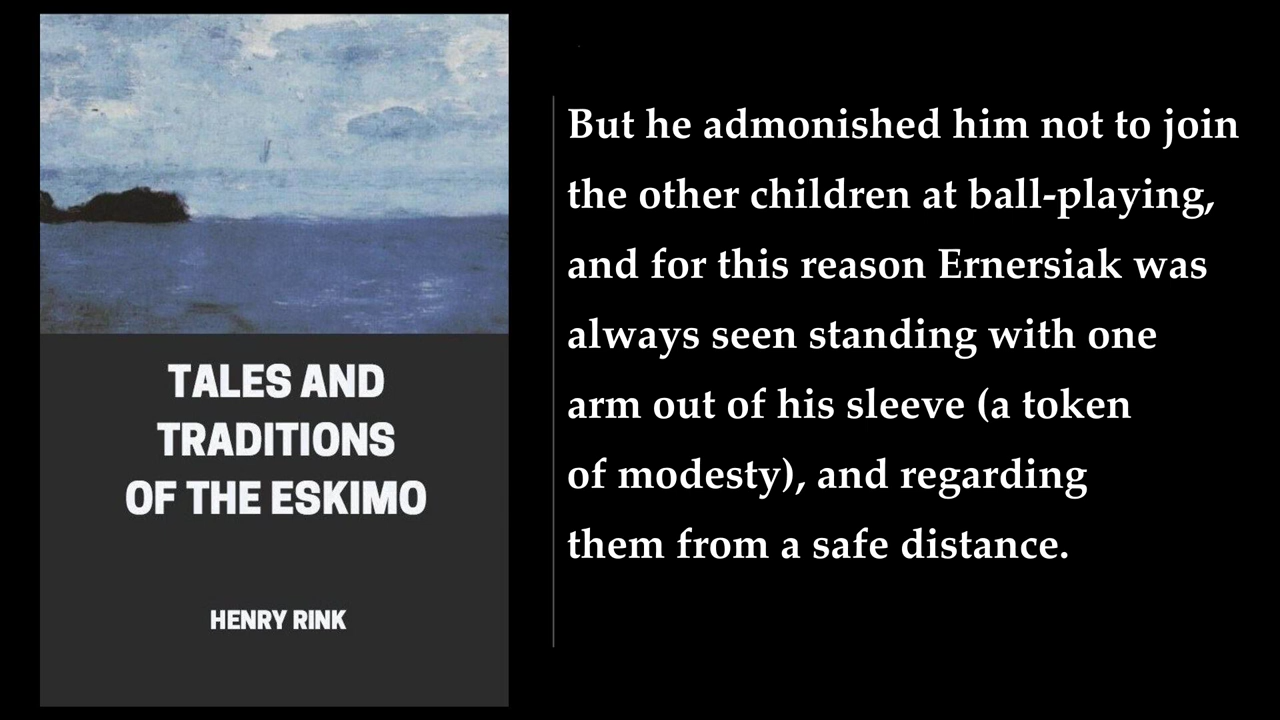 TALES AND
TRADITIONS
OF THE ESKIMO
HENRY RINK
But he admonished him not to join
the other children at ball-playing,
and for this reason Ernersiak was
always seen standing with one
arm out of his sleeve (a token
of modesty), and regarding
them from a safe distance.